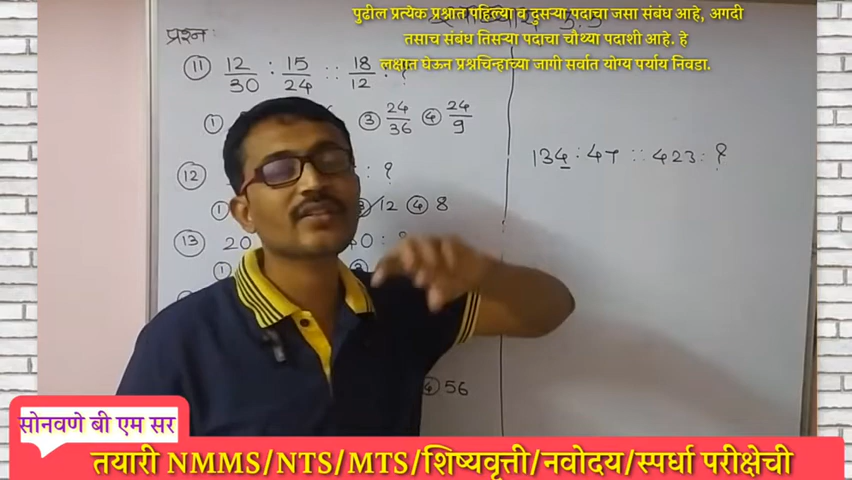 पुढील प्रत्येक प्रश्नात पहिल्या व दुसऱ्या पदाचा जसा संबंध आहे, अगदी
तसाच संबंध तिसऱ्या पदाचा चौथ्या पदाशी आहे. हे
लक्षात घेऊन प्रश्नचिन्हाच्या जागी सर्वात योग्य पर्याय निवडा.
प्रश्न:
11 12/30 : 15/24 :: 18/12 : ?
1 3 24/36 4 24/9
134 : 47 :: 423 : ?
12 : ?
1 3 12 4 8
13 20 40 : ?
1 3
4 56
सोनवणे बी एम सर
तयारी NMMS/NTS/MTS/शिष्यवृत्ती/नवोदय/स्पर्धा परीक्षेची